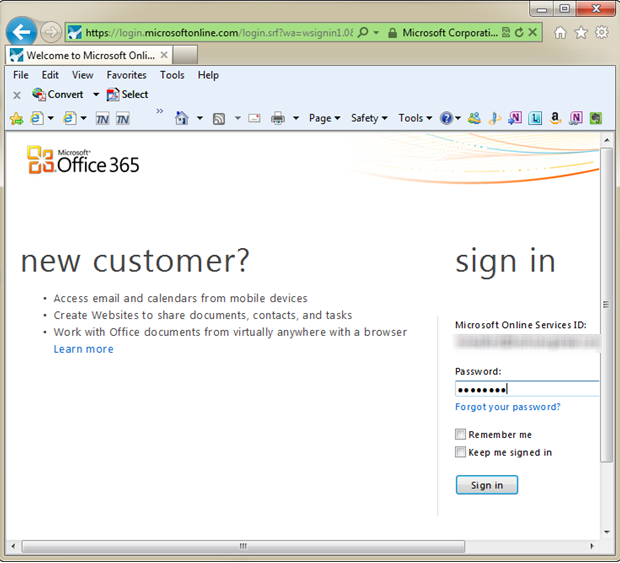 https://login.microsoftonline.com/login.srf?wa=wsignin1.0&
Microsoft Corporati...
Welcome to Microsoft Onli...
File Edit View Favorites Tools Help
x Convert Select
TN TN » Page Safety Tools
Microsoft®
Office 365
new customer?
• Access email and calendars from mobile devices
• Create Websites to share documents, contacts, and tasks
• Work with Office documents from virtually anywhere with a browser
Learn more
sign in
Microsoft Online Services ID:
Password:
••••••••
Forgot your password?
Remember me
Keep me signed in
Sign in